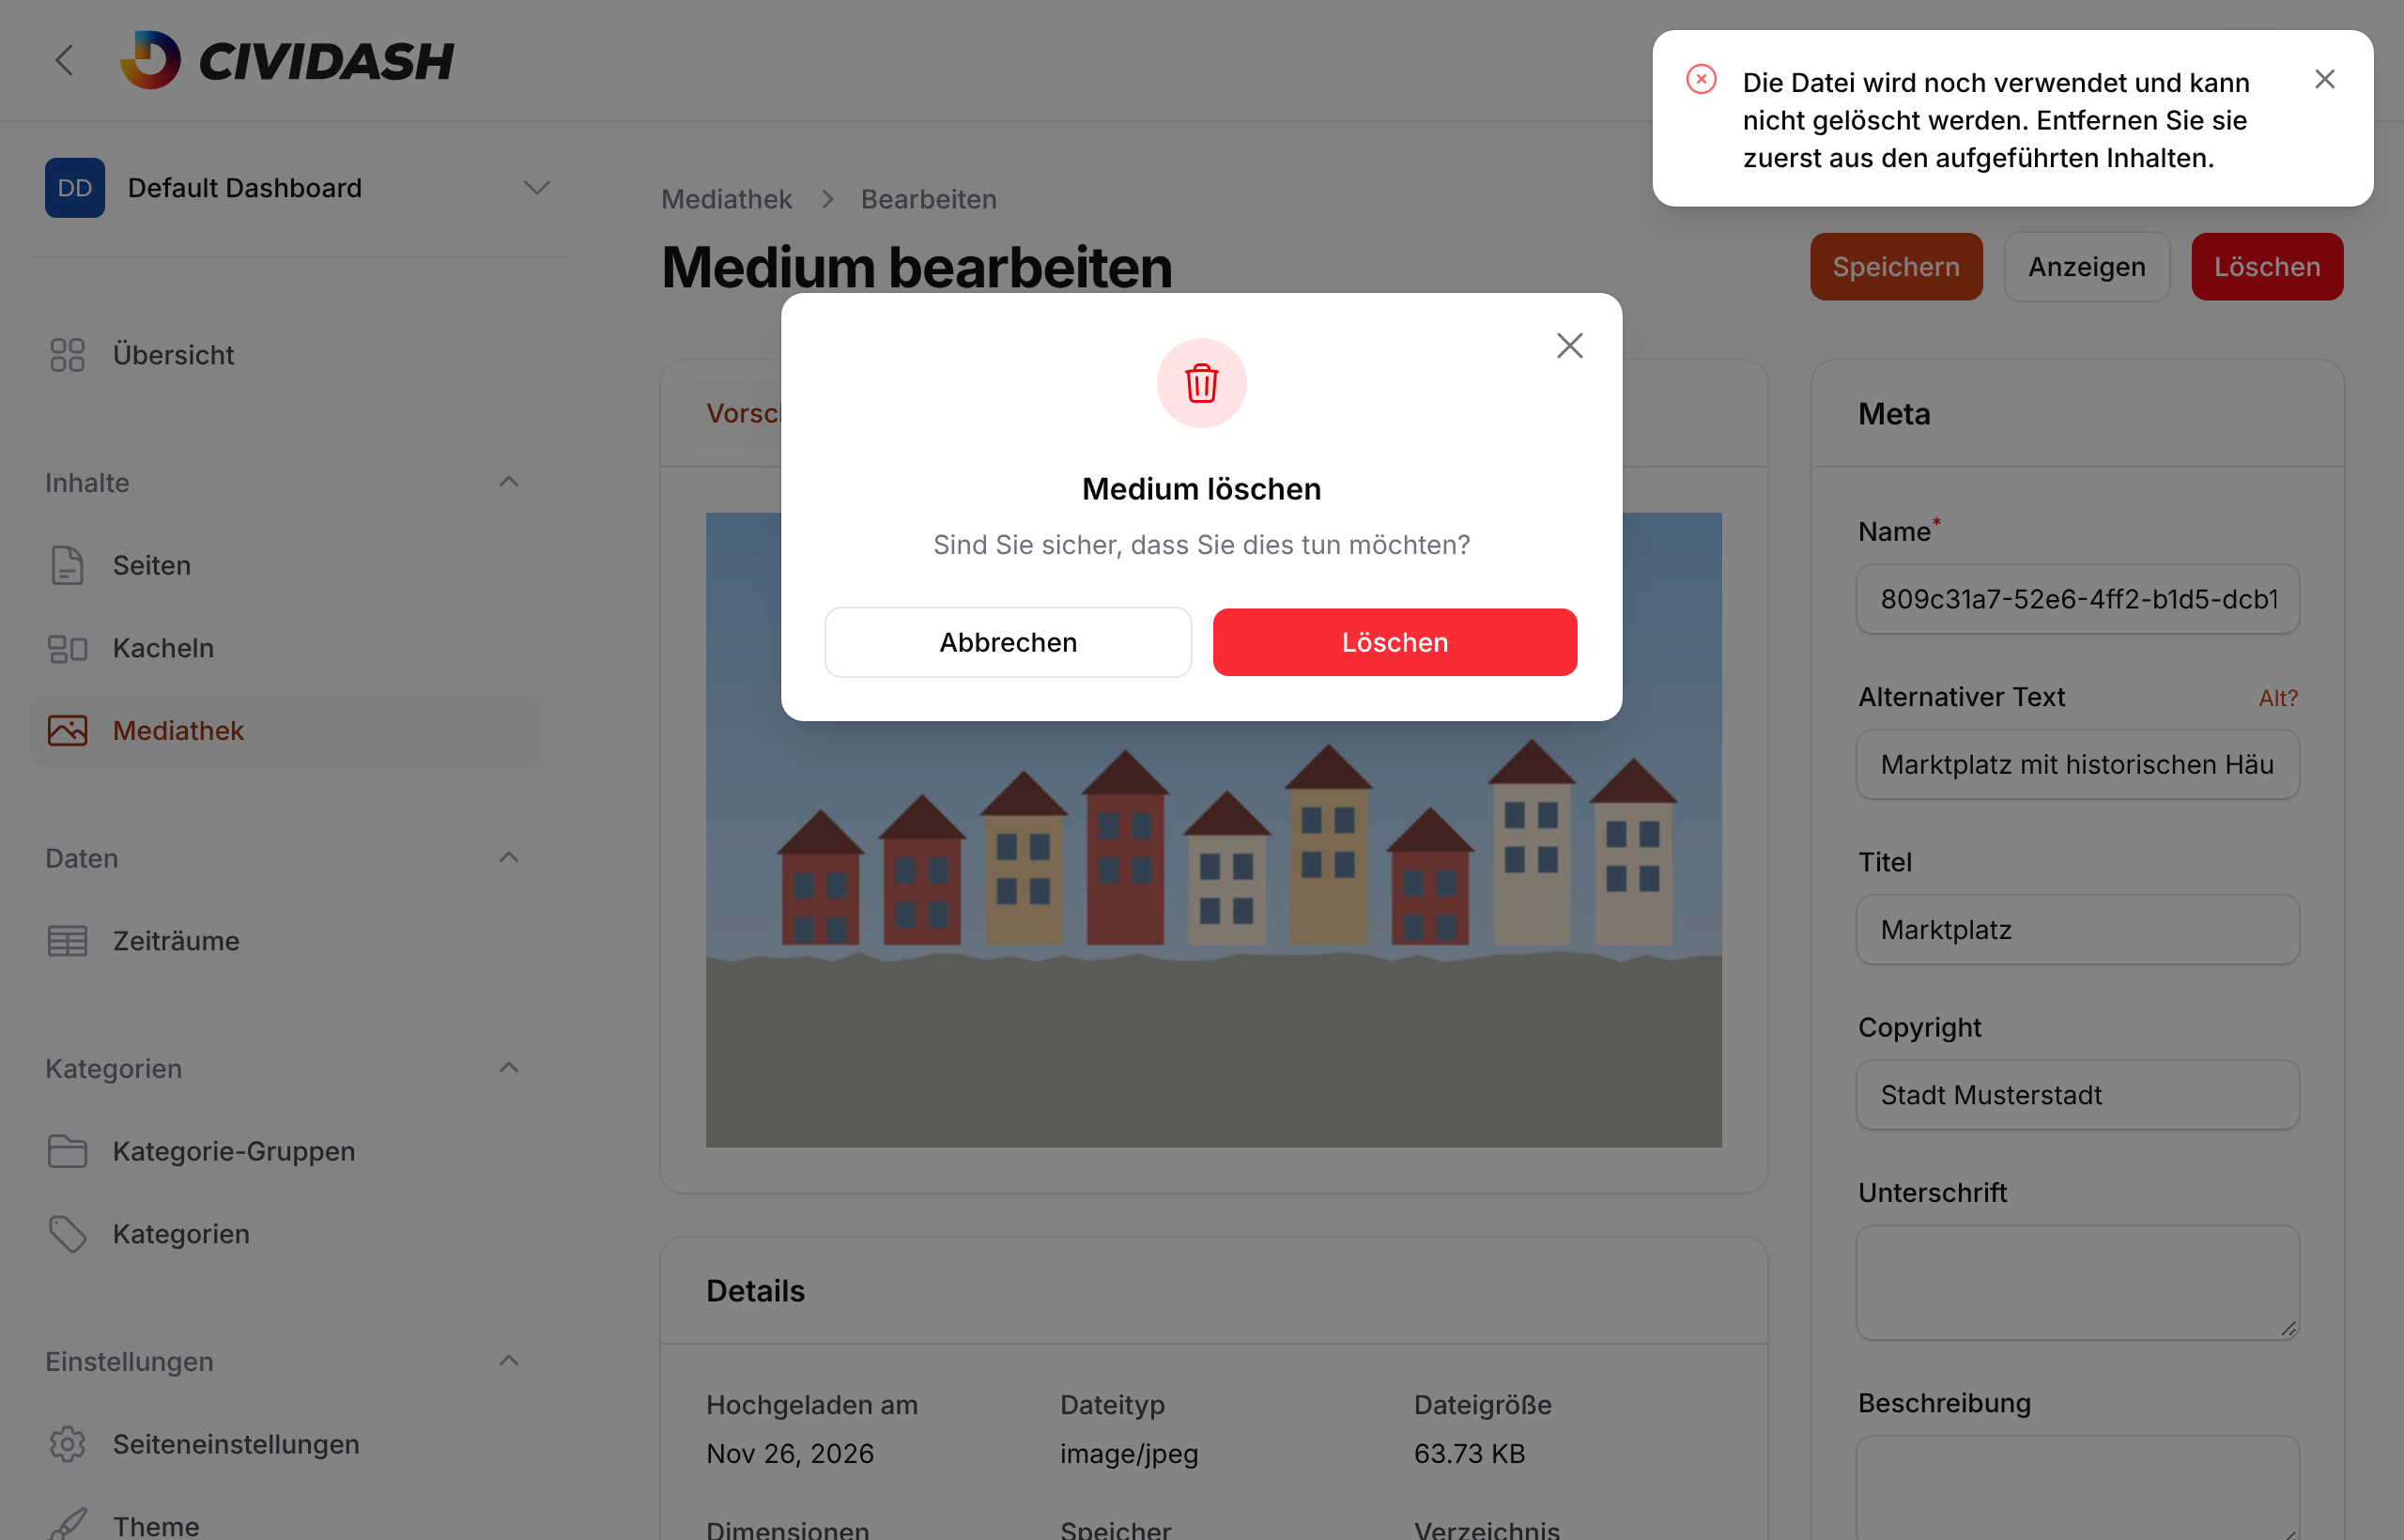 CIVIDASH
Die Datei wird noch verwendet und kann
nicht gelöscht werden. Entfernen Sie sie
zuerst aus den aufgeführten Inhalten.
DD
Default Dashboard
Übersicht
Inhalte
Seiten
Kacheln
Mediathek
Daten
Zeiträume
Kategorien
Kategorie-Gruppen
Kategorien
Einstellungen
Seiteneinstellungen
Theme
Mediathek
Bearbeiten
Medium bearbeiten
Speichern
Anzeigen
Löschen
Medium löschen
Sind Sie sicher, dass Sie dies tun möchten?
Abbrechen
Löschen
Details
Hochgeladen am
Dateityp
Dateigröße
Nov 26, 2026
image/jpeg
63.73 KB
Dimensionen
Speicher
Verzeichnis
Meta
Name*
809c31a7-52e6-4ff2-b1d5-dcb1
Alternativer Text
Alt?
Marktplatz mit historischen Häu
Titel
Marktplatz
Copyright
Stadt Musterstadt
Unterschrift
Beschreibung